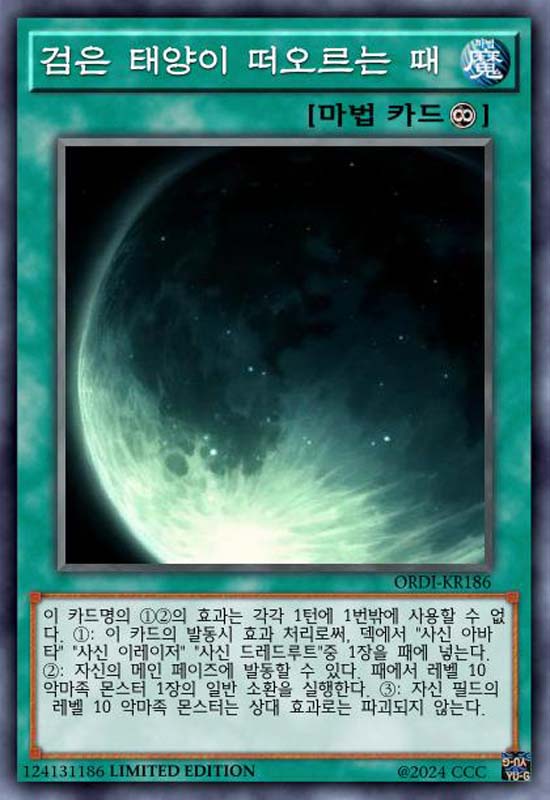 검은 태양이 떠오르는 때
마법
魔
[마법 카드]
ORDI-KR186
이 카드명의 ①②의 효과는 각각 1턴에 1번밖에 사용할 수 없
다. ①: 이 카드의 발동시 효과 처리로써, 덱에서 "사신 아바
타" "사신 이레이저" "사신 드레드루트"중 1장을 패에 넣는다.
②: 자신의 메인 페이즈에 발동할 수 있다. 패에서 레벨 10
악마족 몬스터 1장의 일반 소환을 실행한다. ③: 자신 필드의
레벨 10 악마족 몬스터는 상대 효과로는 파괴되지 않는다.
124131186 LIMITED EDITION
@2024 CCC
YU-G